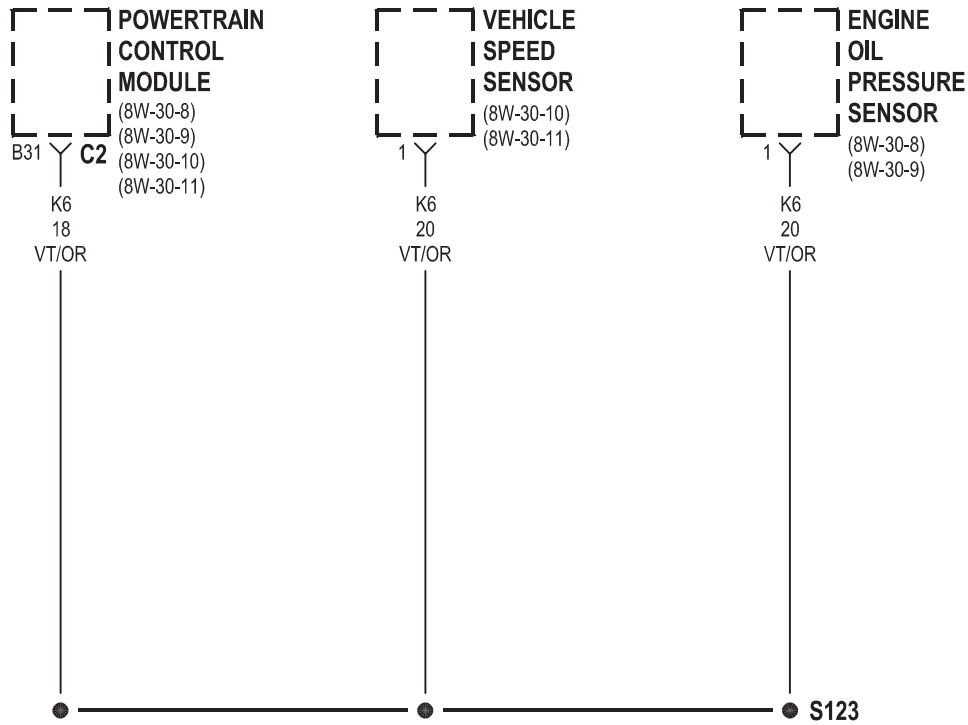 POWERTRAIN
CONTROL
MODULE
(8W-30-8)
(8W-30-9)
(8W-30-10)
(8W-30-11)
B31
C2
K6
18
VT/OR
VEHICLE
SPEED
SENSOR
(8W-30-10)
(8W-30-11)
1
K6
20
VT/OR
ENGINE
OIL
PRESSURE
SENSOR
(8W-30-8)
(8W-30-9)
1
K6
20
VT/OR
S123